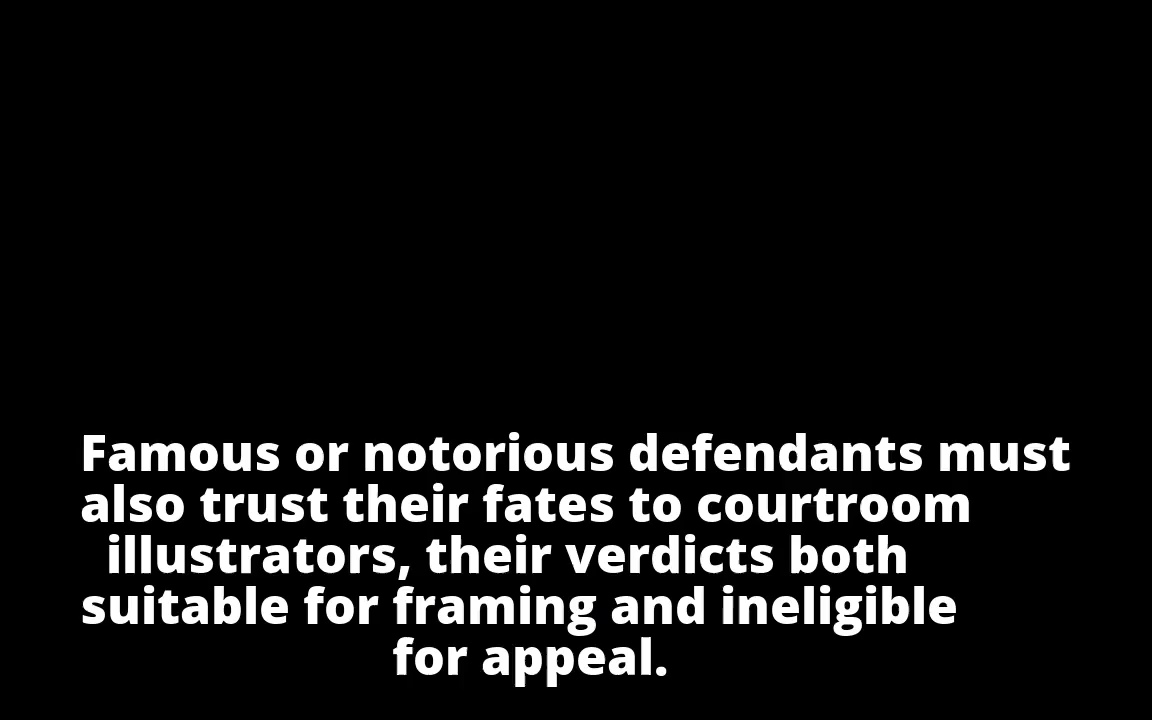 Famous or notorious defendants must
also trust their fates to courtroom
illustrators, their verdicts both
suitable for framing and ineligible
for appeal.